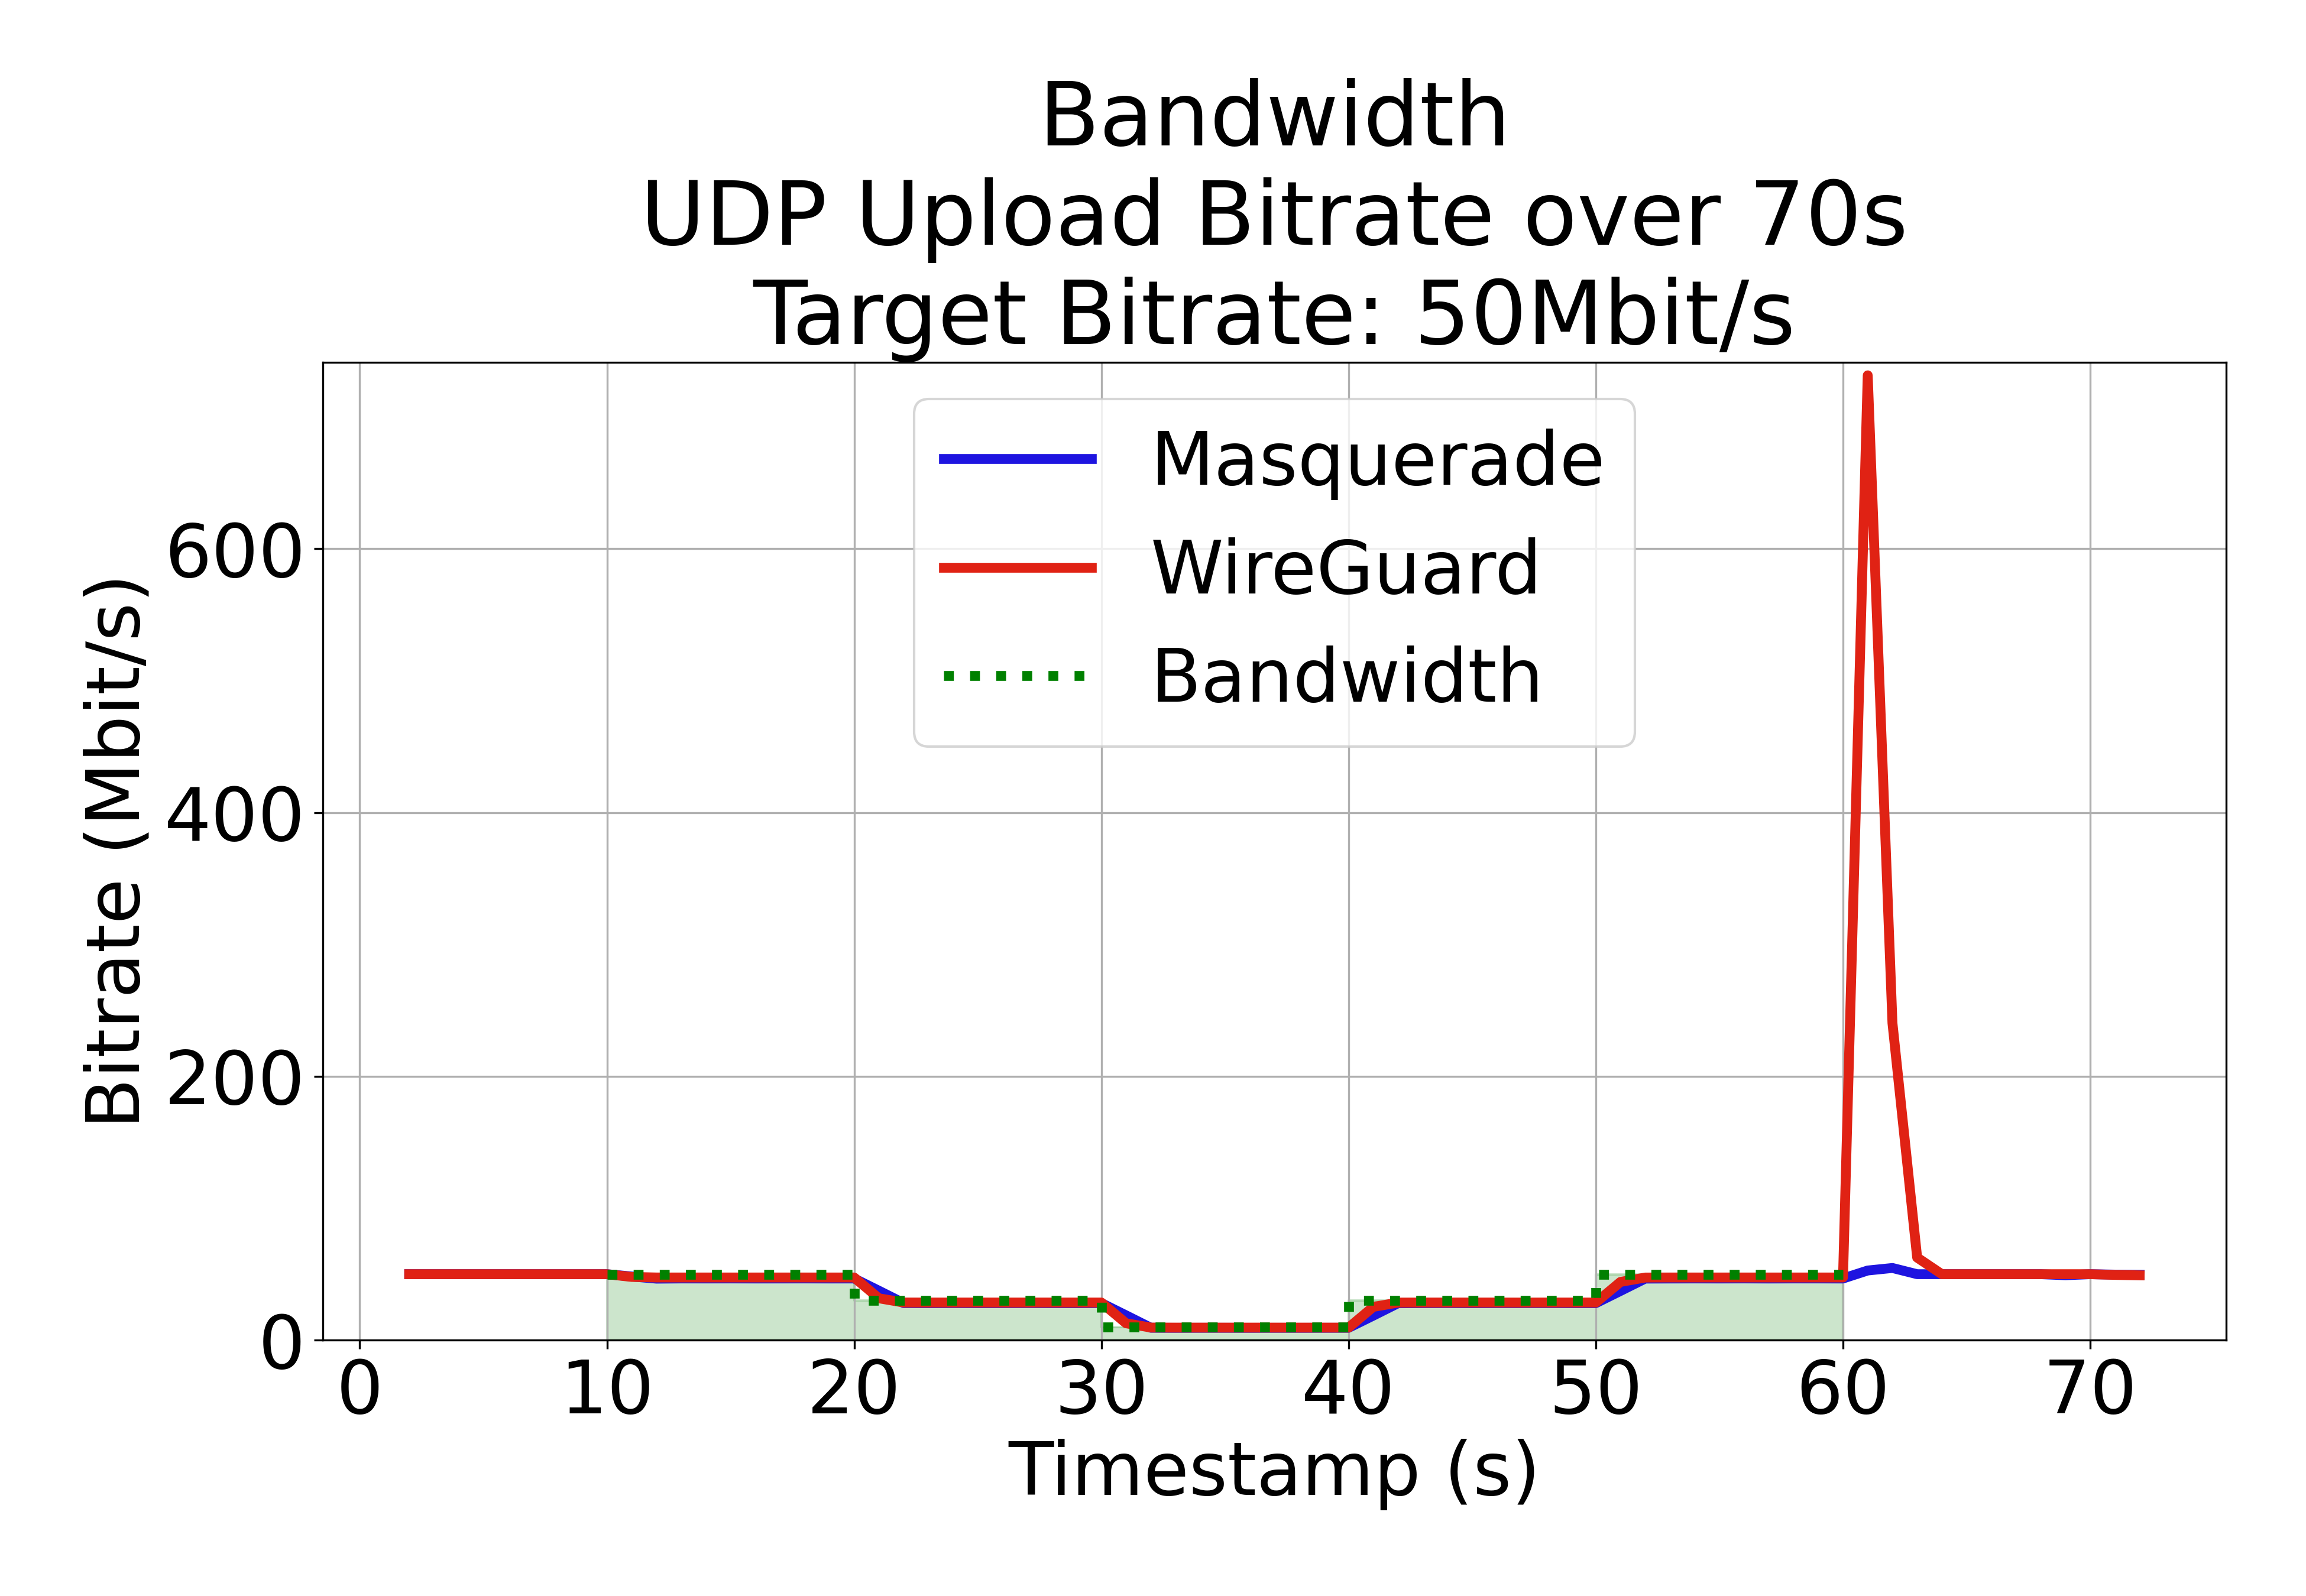 Bandwidth
UDP Upload Bitrate over 70s
Target Bitrate: 50Mbit/s
Masquerade
WireGuard
Bandwidth
600
400
200
0
Bitrate (Mbit/s)
0 10 20 30 40 50 60 70
Timestamp (s)